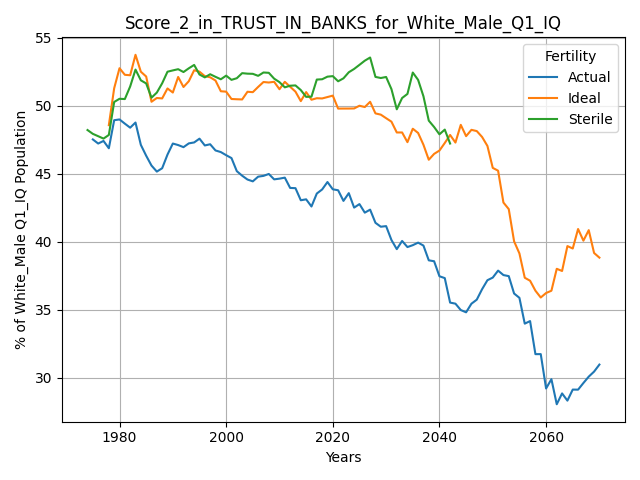 Score_2_in_TRUST_IN_BANKS_for_White_Male_Q1_IQ
% of White_Male Q1_IQ Population
55
50
45
40
35
30
Fertility
Actual
Ideal
Sterile
1980
2000
2020
2040
2060
Years